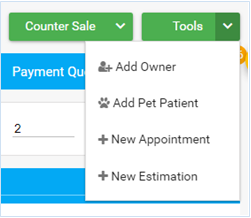 Counter Sale
Tools
Payment Qu
Add Owner
Add Pet Patient
2
New Appointment
New Estimation